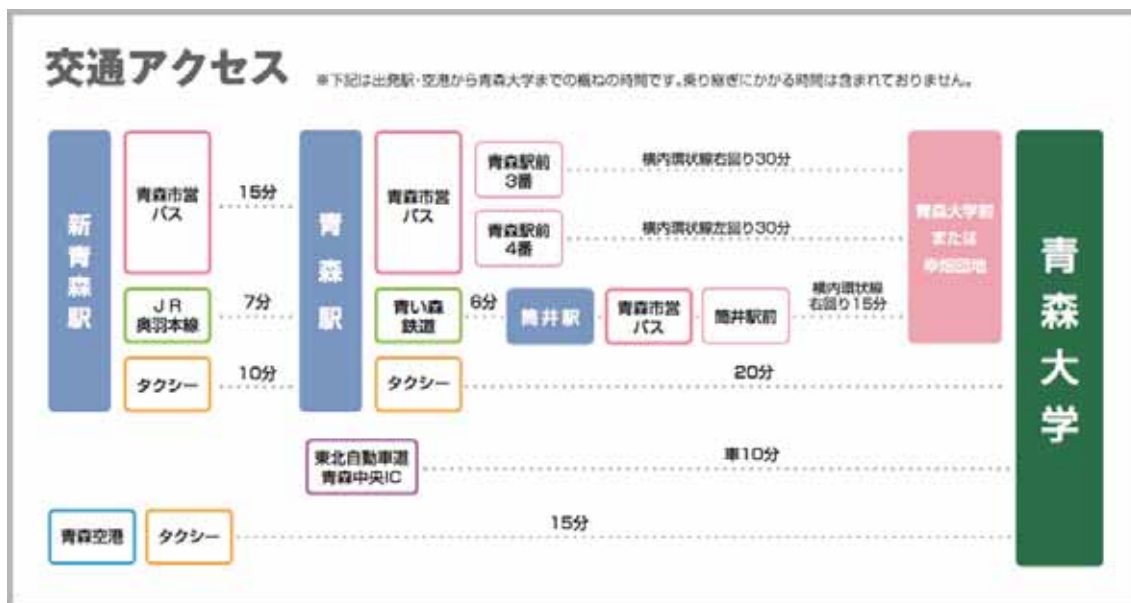 交通アクセス
※下記は出発駅・空港から青森大学までの概ねの時間です。乗り継ぎにかかる時間は含まれておりません。
新青森駅
青森市営
バス
15分
JR
奥羽本線
7分
タクシー
10分
青森駅
青森市営
バス
青森駅前
3番
横内環状線右回り30分
青森駅前
4番
横内環状線左回り30分
青い森
鉄道
6分
筒井駅
青森市営
バス
筒井駅前
横内環状線
右回り15分
タクシー
20分
青森大学前
または
幸畑団地
東北自動車道
青森中央IC
車10分
青森空港
タクシー
15分
青森大学